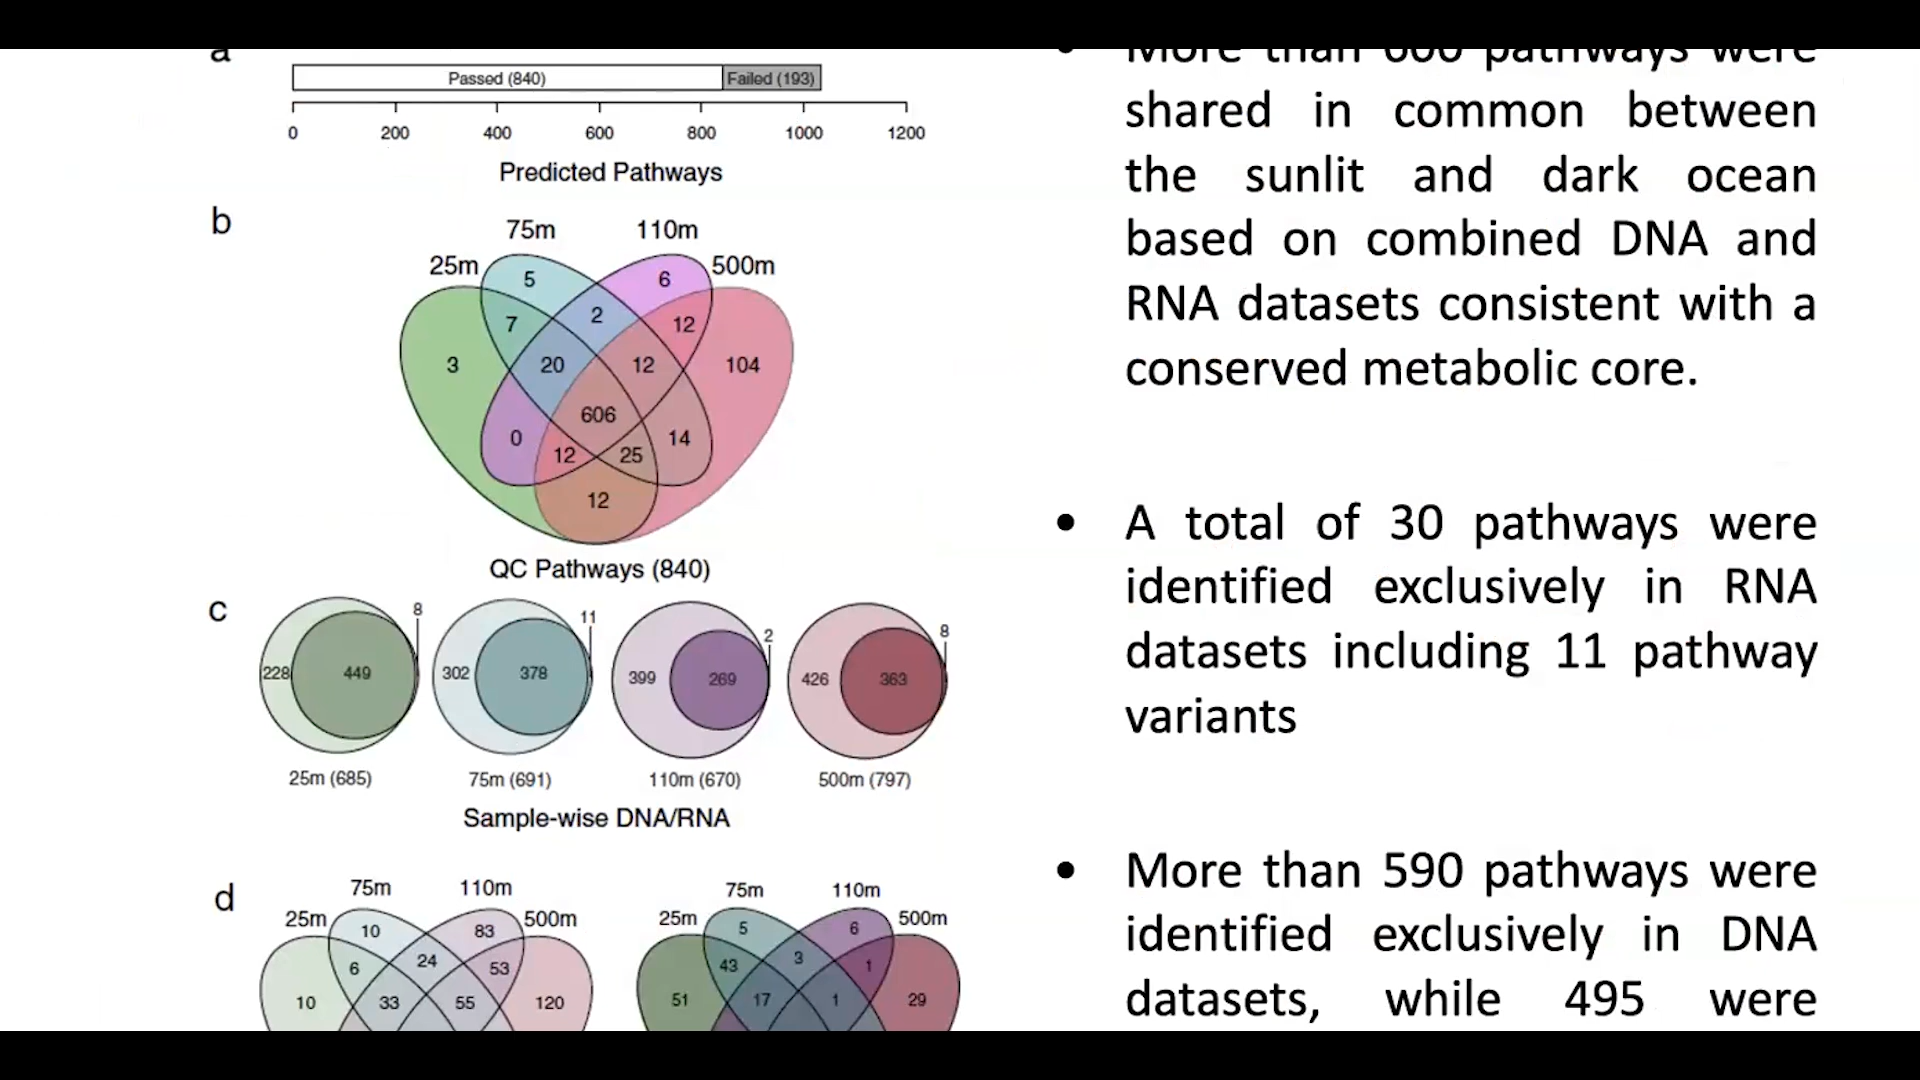 a
Passed (840)
Failed (193)
0 200 400 600 800 1000 1200
Predicted Pathways
b
75m 110m
25m 500m
5 6
7 2 12
3 20 12 104
606
0 14
12 25
12
QC Pathways (840)
c
8 11 2 8
228 449 302 378 399 269 426 363
25m (685) 75m (691) 110m (670) 500m (797)
Sample-wise DNA/RNA
d
75m 110m
25m 500m
10 83
6 24 53
10 33 55 120
75m 110m
25m 500m
5 6
43 3 1
51 17 1 29
• More than 600 pathways were
shared in common between
the sunlit and dark ocean
based on combined DNA and
RNA datasets consistent with a
conserved metabolic core.
• A total of 30 pathways were
identified exclusively in RNA
datasets including 11 pathway
variants
• More than 590 pathways were
identified exclusively in DNA
datasets, while 495 were